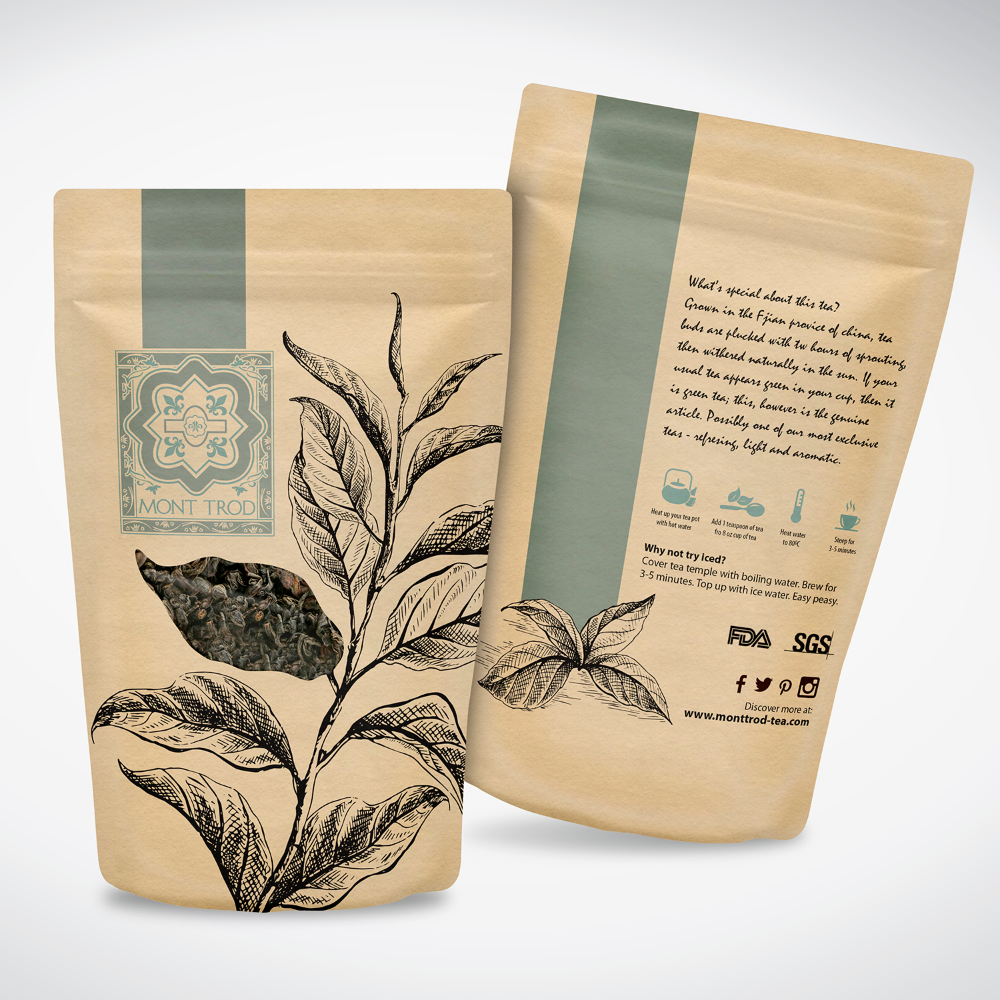 MONT TROD
What's special about this tea?
Grown in the Fjian provice of china, tea
buds are plucked with tw hours of sprouting,
then withered naturally in the sun. If your
usual tea appears green in your cup, then it
is green tea; this, however is the genuine
article. Possibly one of our most exclusive
teas - refresing, light and aromatic.
Heat up your tea pot
with hot water
Add 1 teaspoon of tea
fro 8 oz cup of tea
Heat water
to 80ºC
Steep for
3-5 minutes
Why not try iced?
Cover tea temple with boiling water. Brew for
3-5 minutes. Top up with ice water. Easy peasy.
FDA SGS
Discover more at:
www.monttrod-tea.com